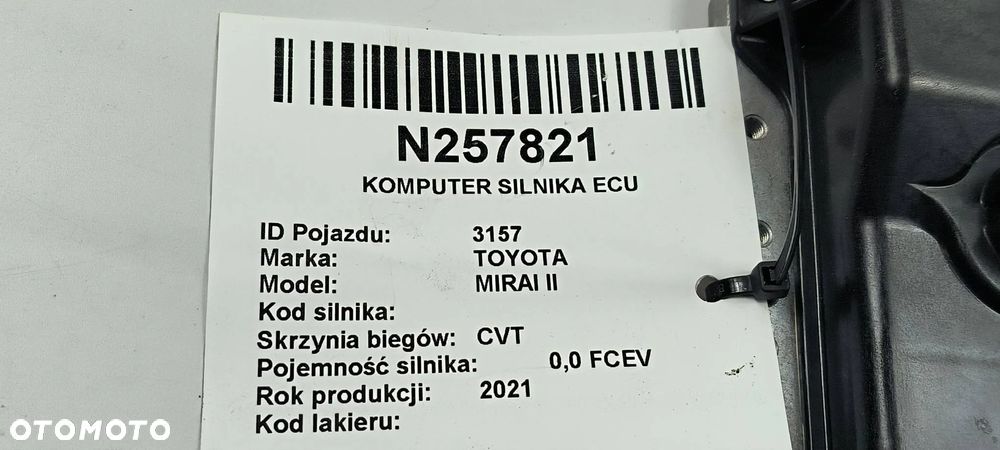 N257821
KOMPUTER SILNIKA ECU
ID Pojazdu: 3157
Marka: TOYOTA
Model: MIRAI II
Kod silnika:
Skrzynia biegów: CVT
Pojemność silnika: 0,0 FCEV
Rok produkcji: 2021
Kod lakieru:
OTOMOTO